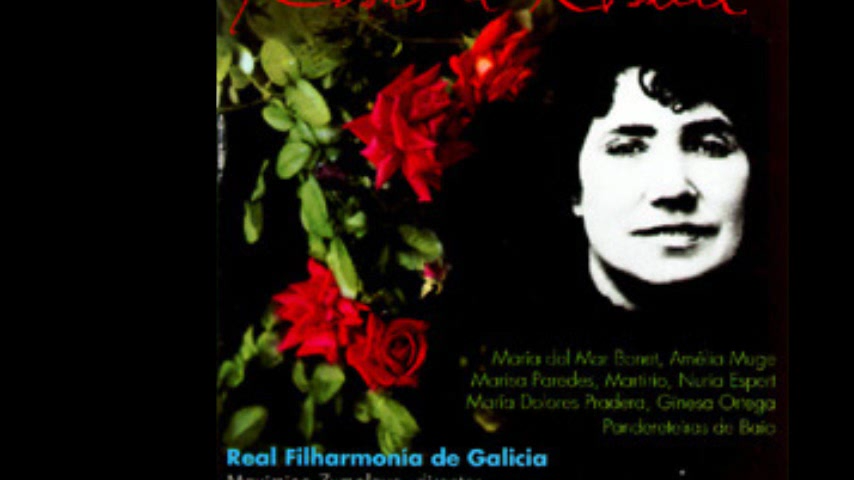 María del Mar Bonet, Amélia Muge
Marisa Paredes, Martirio, Nuria Espert
María Dolores Pradera, Ginesa Ortega
Pandereteiras de Baio
Real Filharmonía de Galicia